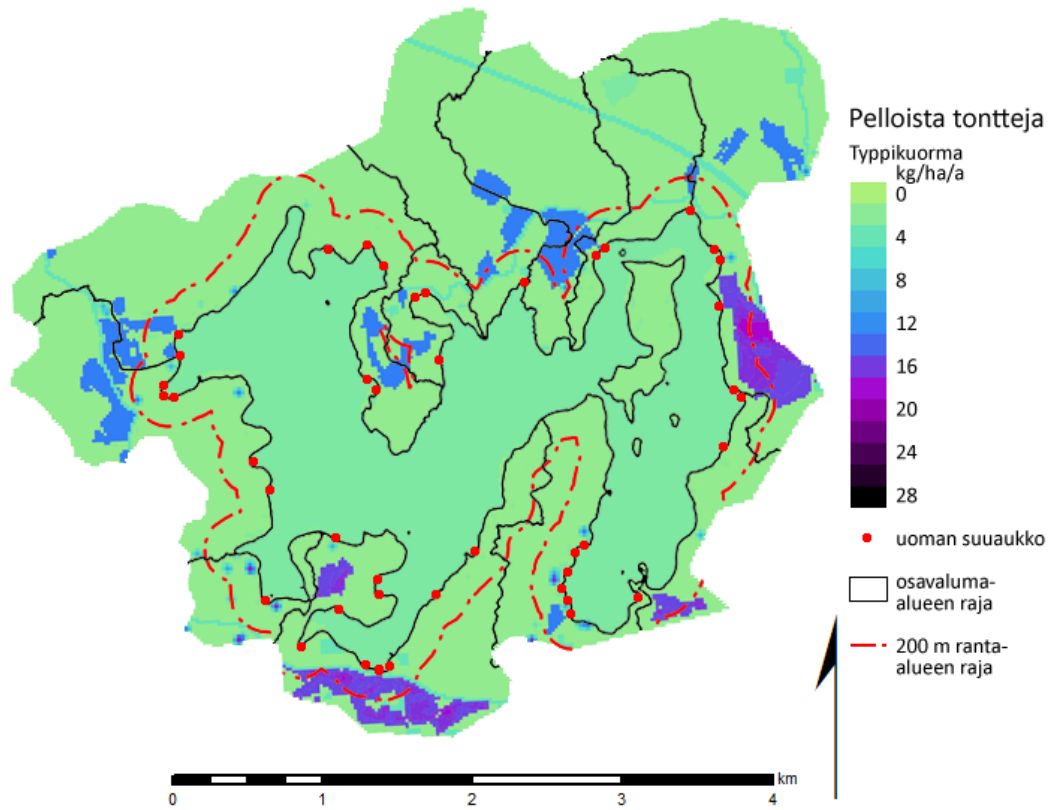 Pelloista tontteja
Typpikuorma
kg/ha/a
0
4
8
12
16
20
24
28
uoman suuaukko
osavaluma-
alueen raja
200 m ranta-
alueen raja
km
0 1 2 3 4